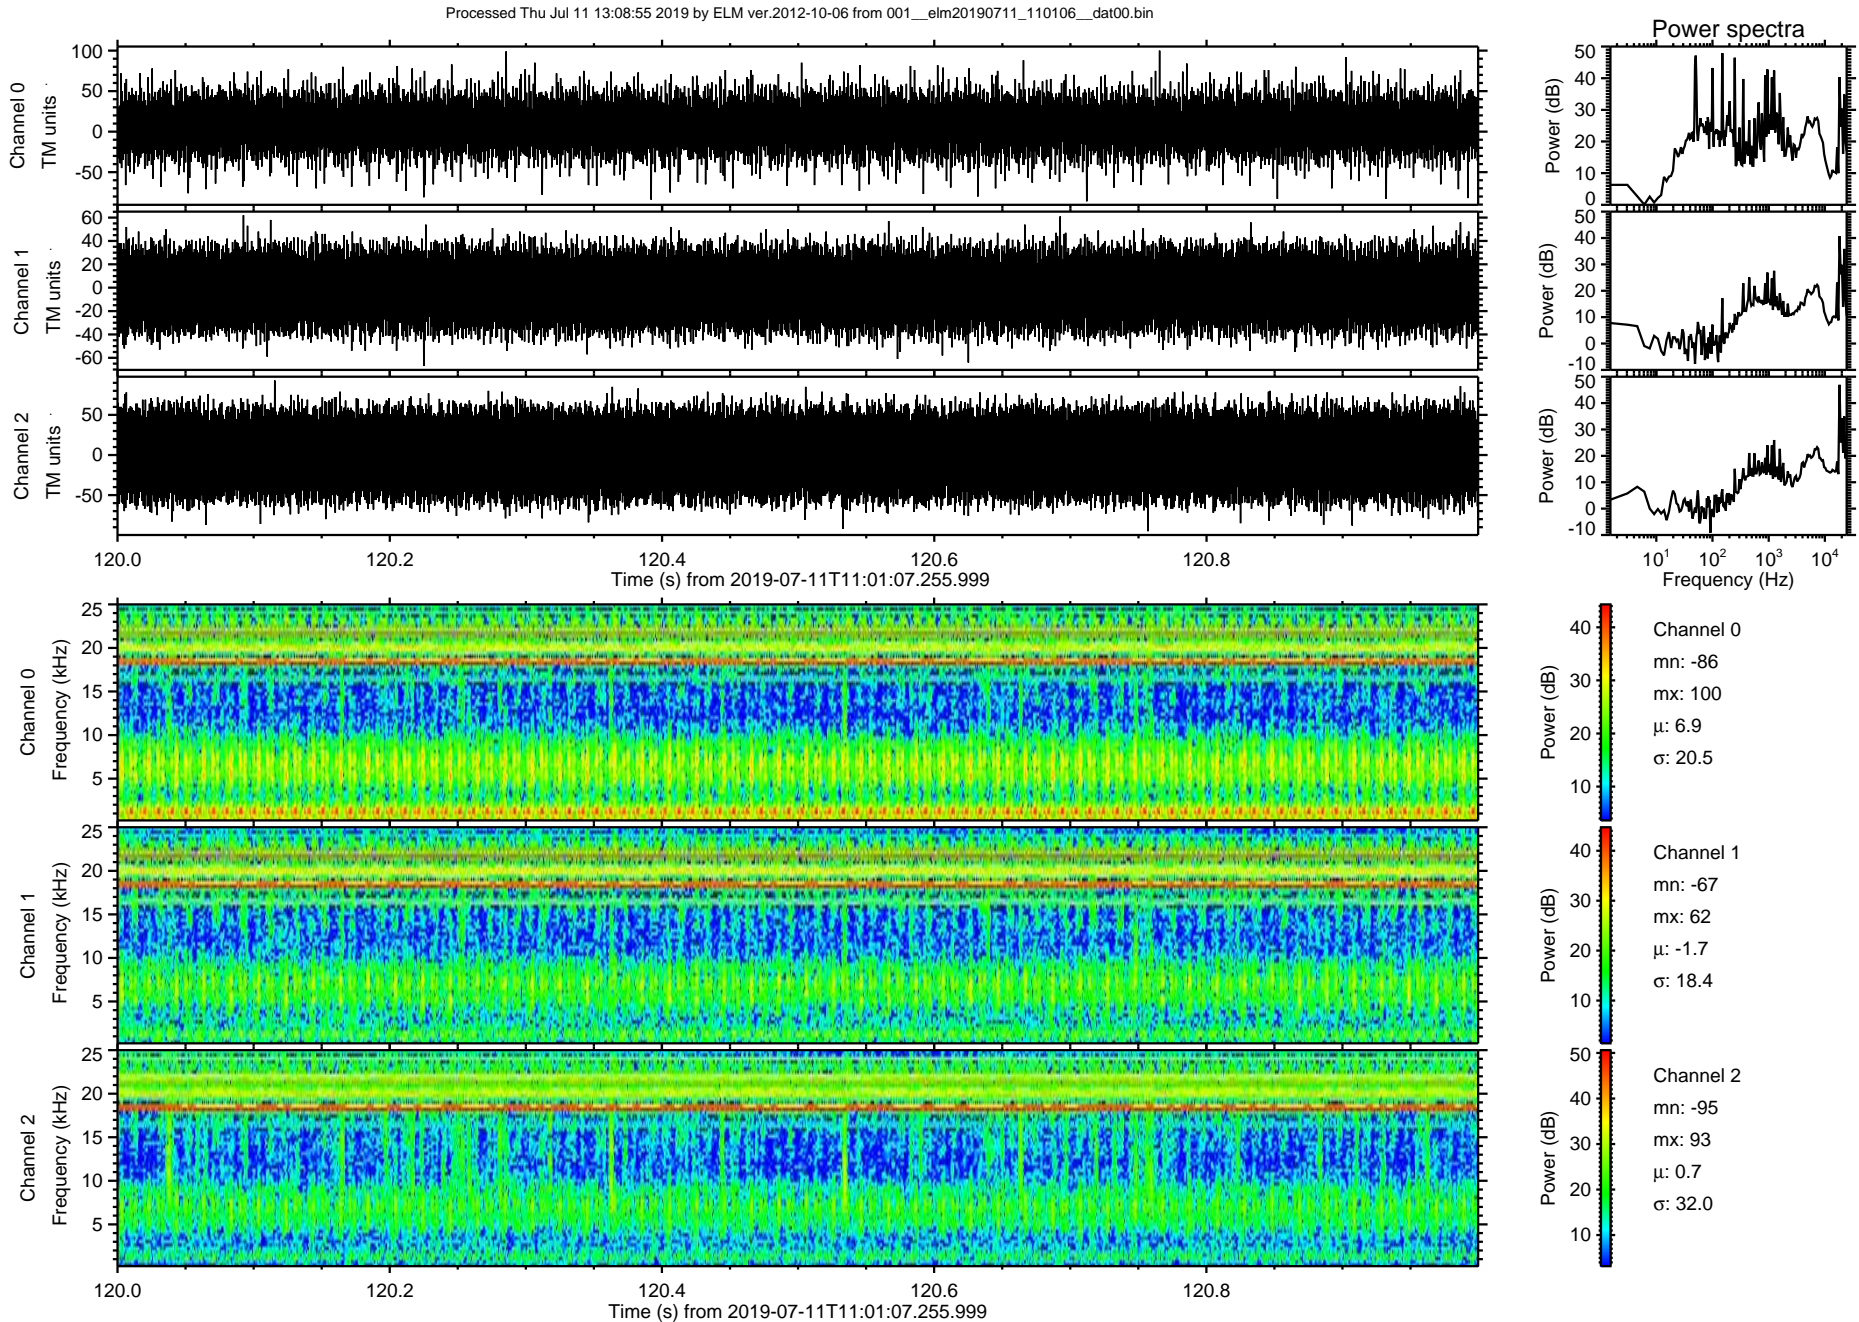 Processed Thu Jul 11 13:08:55 2019 by ELM ver.2012-10-06 from 001__elm20190711_110106__dat00.bin
Power spectra
Channel 0
TM units
100
50
0
-50
Power (dB)
50
40
30
20
10
0
Channel 1
TM units
60
40
20
0
-20
-40
-60
Power (dB)
50
40
30
20
10
0
-10
Channel 2
TM units
50
0
-50
Power (dB)
50
40
30
20
10
0
-10
120.0 120.2 120.4 120.6 120.8
Time (s) from 2019-07-11T11:01:07.255.999
10¹ 10² 10³ 10⁴
Frequency (Hz)
Channel 0
Frequency (kHz)
25
20
15
10
5
Power (dB)
40
30
20
10
Channel 0
mn: -86
mx: 100
μ: 6.9
σ: 20.5
Channel 1
Frequency (kHz)
25
20
15
10
5
Power (dB)
40
30
20
10
Channel 1
mn: -67
mx: 62
μ: -1.7
σ: 18.4
Channel 2
Frequency (kHz)
25
20
15
10
5
Power (dB)
50
40
30
20
10
Channel 2
mn: -95
mx: 93
μ: 0.7
σ: 32.0
120.0 120.2 120.4 120.6 120.8
Time (s) from 2019-07-11T11:01:07.255.999